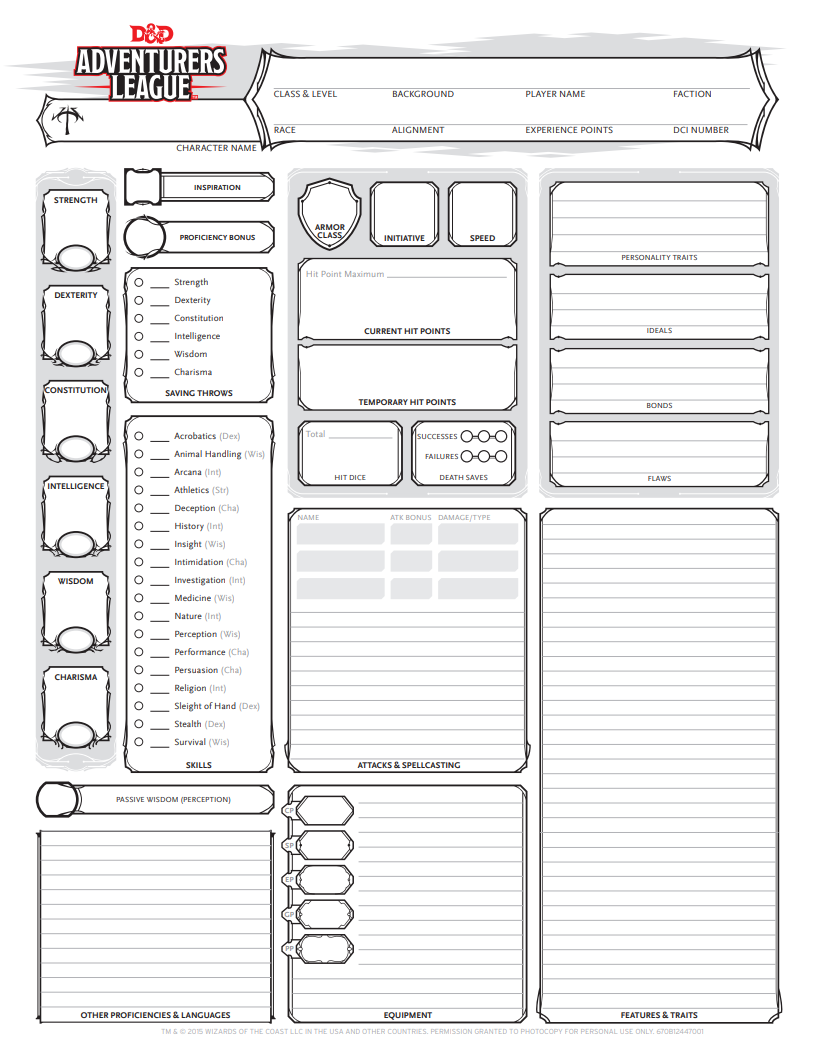 D&D
ADVENTURERS
LEAGUE
CLASS & LEVEL BACKGROUND PLAYER NAME FACTION
RACE ALIGNMENT EXPERIENCE POINTS DCI NUMBER
CHARACTER NAME
STRENGTH
DEXTERITY
CONSTITUTION
INTELLIGENCE
WISDOM
CHARISMA
INSPIRATION
PROFICIENCY BONUS
Strength
Dexterity
Constitution
Intelligence
Wisdom
Charisma
SAVING THROWS
Acrobatics (Dex)
Animal Handling (Wis)
Arcana (Int)
Athletics (Str)
Deception (Cha)
History (Int)
Insight (Wis)
Intimidation (Cha)
Investigation (Int)
Medicine (Wis)
Nature (Int)
Perception (Wis)
Performance (Cha)
Persuasion (Cha)
Religion (Int)
Sleight of Hand (Dex)
Stealth (Dex)
Survival (Wis)
SKILLS
PASSIVE WISDOM (PERCEPTION)
OTHER PROFICIENCIES & LANGUAGES
ARMOR
CLASS
INITIATIVE
SPEED
Hit Point Maximum
CURRENT HIT POINTS
TEMPORARY HIT POINTS
Total
HIT DICE
SUCCESSES
FAILURES
DEATH SAVES
NAME ATK BONUS DAMAGE/TYPE
ATTACKS & SPELLCASTING
CP
SP
EP
GP
PP
EQUIPMENT
PERSONALITY TRAITS
IDEALS
BONDS
FLAWS
FEATURES & TRAITS
TM & © 2015 WIZARDS OF THE COAST LLC IN THE USA AND OTHER COUNTRIES. PERMISSION GRANTED TO PHOTOCOPY FOR PERSONAL USE ONLY. 670B12447001